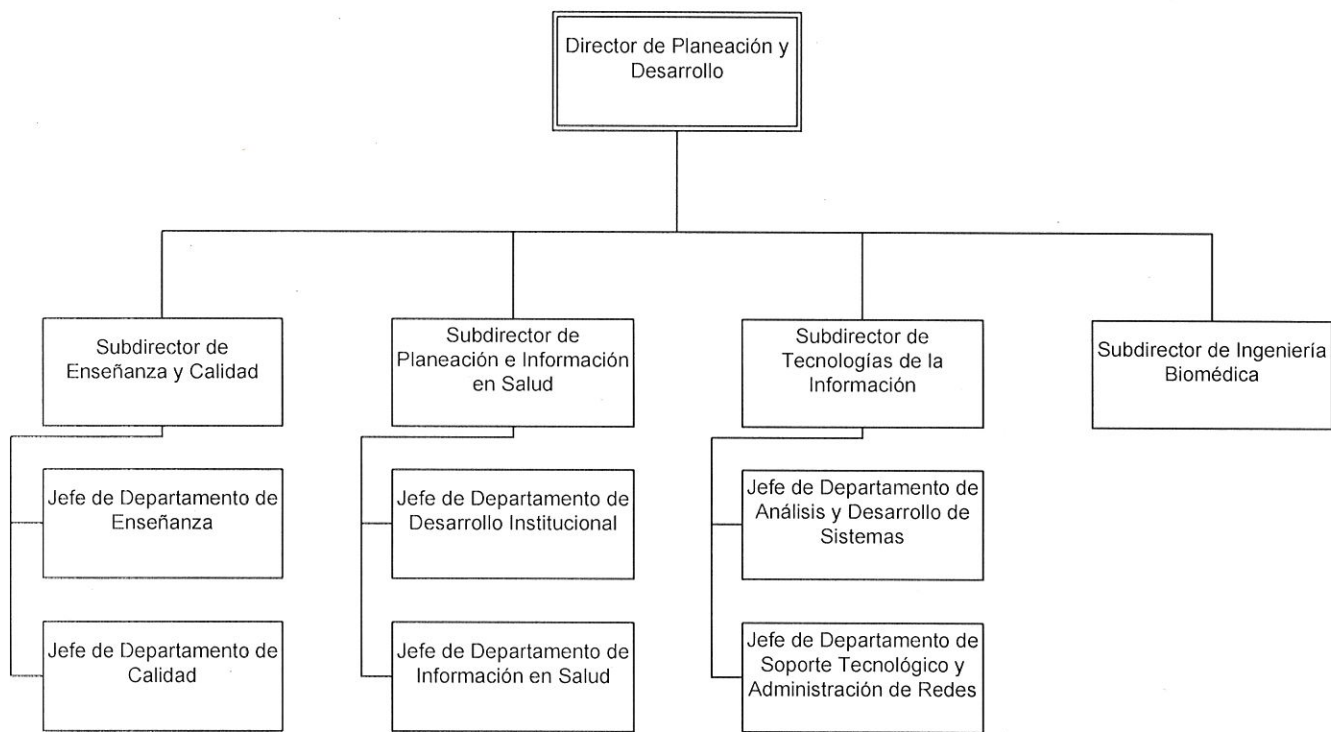 Director de Planeación y
Desarrollo
Subdirector de
Enseñanza y Calidad
Subdirector de
Planeación e Información
en Salud
Subdirector de
Tecnologías de la
Información
Subdirector de Ingeniería
Biomédica
Jefe de Departamento de
Enseñanza
Jefe de Departamento de
Desarrollo Institucional
Jefe de Departamento de
Análisis y Desarrollo de
Sistemas
Jefe de Departamento de
Calidad
Jefe de Departamento de
Información en Salud
Jefe de Departamento de
Soporte Tecnológico y
Administración de Redes